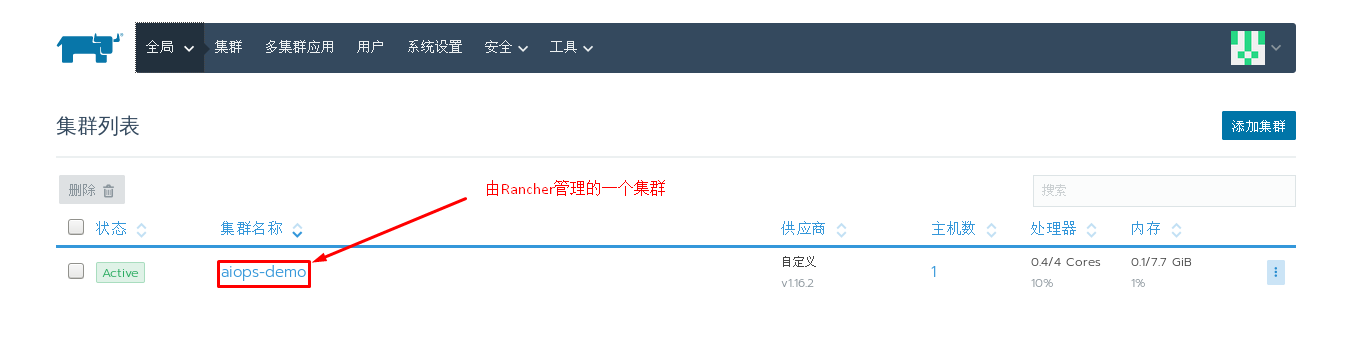 全局 集群 多集群应用 用户 系统设置 安全 工具
集群列表 添加集群
由Rancher管理的一个集群
删除 搜索
状态 集群名称 供应商 主机数 处理器 内存
Active aiops-demo 自定义 1 0.4/4 Cores 0.1/7.7 GiB
v1.16.2 10% 1%